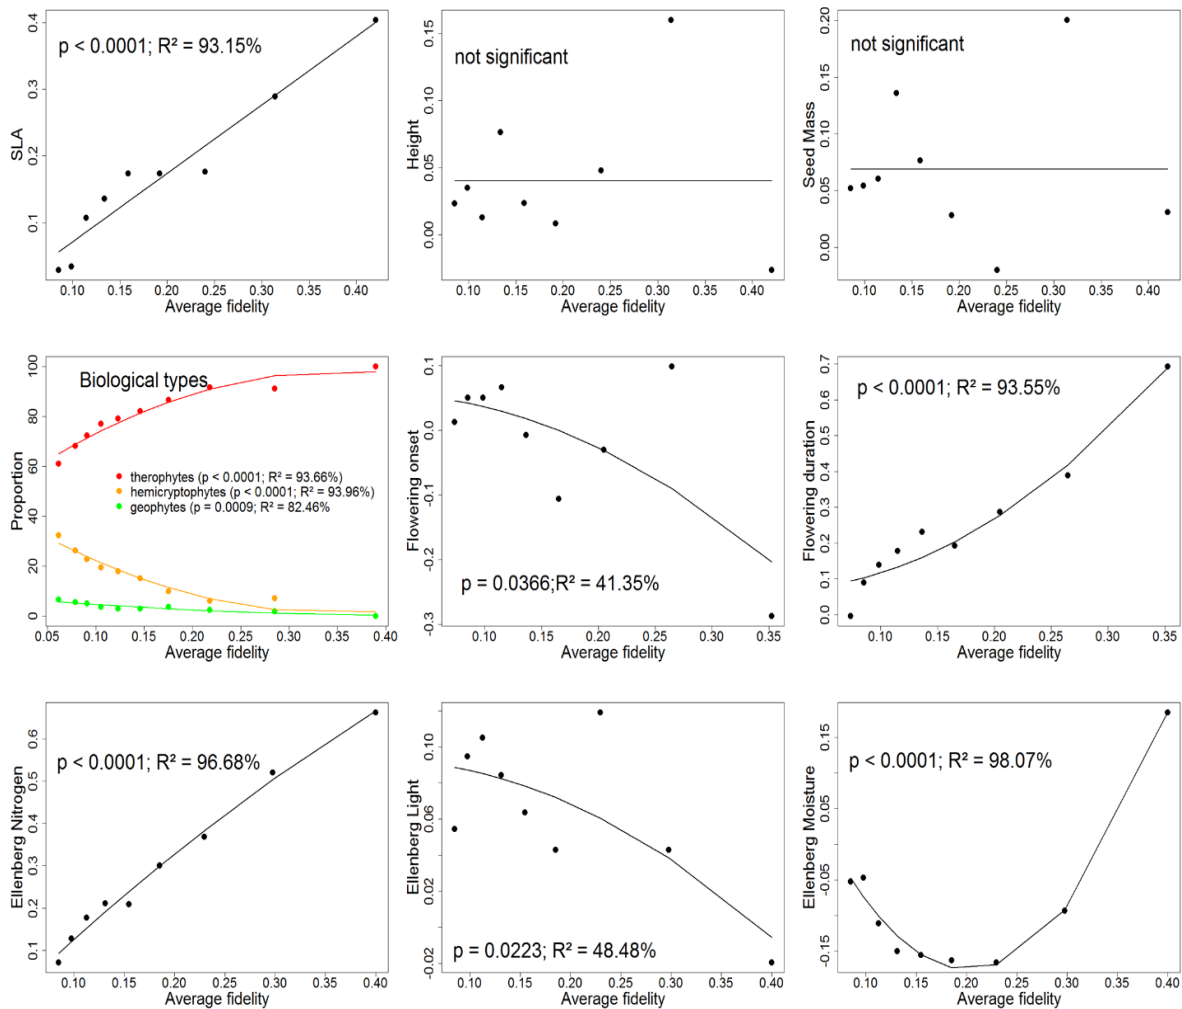 SLA
0.4
0.3
0.2
0.1
p < 0.0001; R² = 93.15%
0.10 0.15 0.20 0.25 0.30 0.35 0.40
Average fidelity
Height
0.15
0.10
0.05
0.00
not significant
0.10 0.15 0.20 0.25 0.30 0.35 0.40
Average fidelity
Seed Mass
0.20
0.15
0.10
0.05
0.00
not significant
0.10 0.15 0.20 0.25 0.30 0.35 0.40
Average fidelity
Proportion
100
80
60
40
20
0
Biological types
therophytes (p < 0.0001; R² = 93.66%)
hemicryptophytes (p < 0.0001; R² = 93.96%)
geophytes (p = 0.0009; R² = 82.46%
0.05 0.10 0.15 0.20 0.25 0.30 0.35 0.40
Average fidelity
Flowering onset
0.1
0.0
-0.1
-0.2
-0.3
p = 0.0366;R² = 41.35%
0.10 0.15 0.20 0.25 0.30 0.35
Average fidelity
Flowering duration
0.7
0.6
0.5
0.4
0.3
0.2
0.1
0.0
p < 0.0001; R² = 93.55%
0.10 0.15 0.20 0.25 0.30 0.35
Average fidelity
Ellenberg Nitrogen
0.6
0.5
0.4
0.3
0.2
0.1
p < 0.0001; R² = 96.68%
0.10 0.15 0.20 0.25 0.30 0.35 0.40
Average fidelity
Ellenberg Light
0.10
0.06
0.02
-0.02
p = 0.0223; R² = 48.48%
0.10 0.15 0.20 0.25 0.30 0.35 0.40
Average fidelity
Ellenberg Moisture
0.15
0.05
-0.05
-0.15
p < 0.0001; R² = 98.07%
0.10 0.15 0.20 0.25 0.30 0.35 0.40
Average fidelity